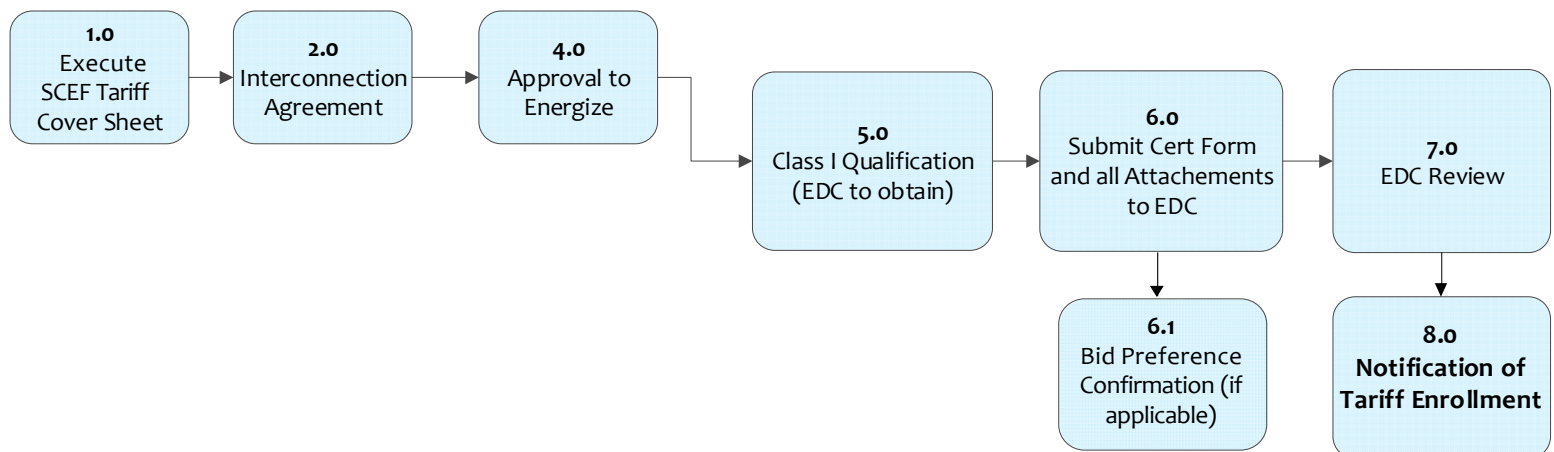 1.0
Execute
SCEF Tariff
Cover Sheet
2.0
Interconnection
Agreement
4.0
Approval to
Energize
5.0
Class I Qualification
(EDC to obtain)
6.0
Submit Cert Form
and all Attachements
to EDC
7.0
EDC Review
6.1
Bid Preference
Confirmation (if
applicable)
8.0
Notification of
Tariff Enrollment